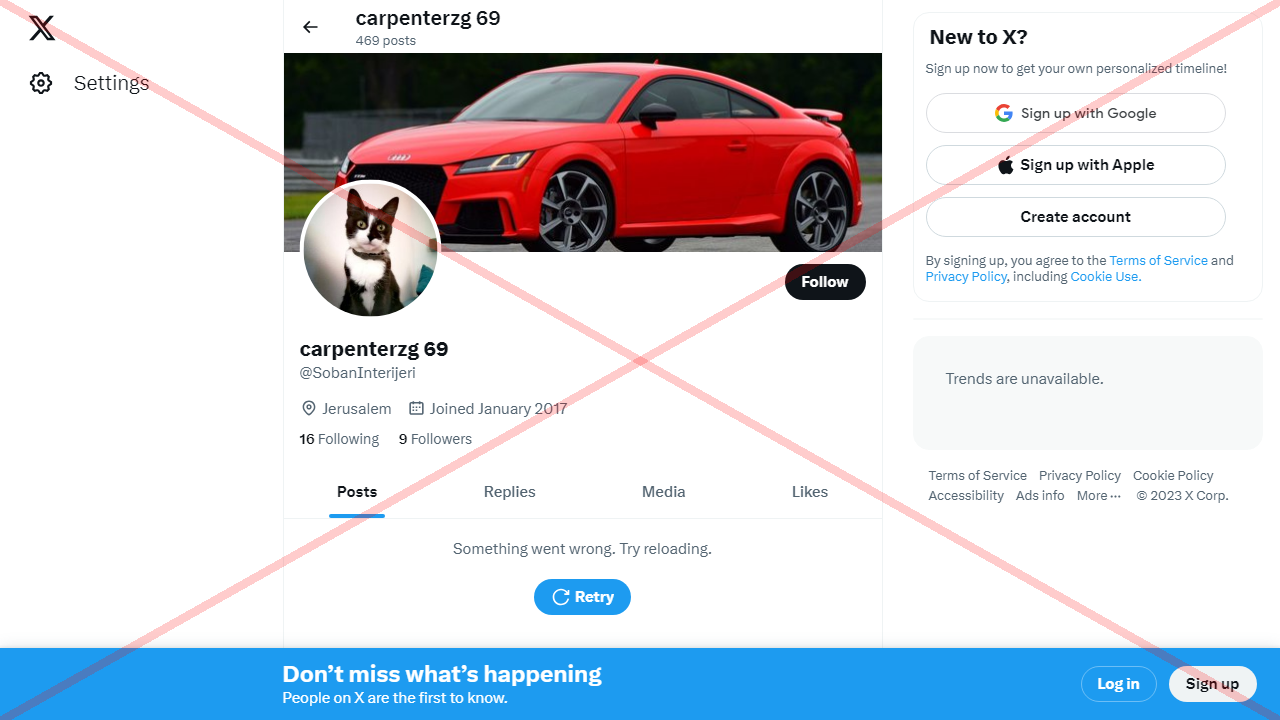 carpenterzg 69
469 posts
Settings
New to X?
Sign up now to get your own personalized timeline!
Sign up with Google
Sign up with Apple
Create account
By signing up, you agree to the Terms of Service and
Privacy Policy, including Cookie Use.
Follow
carpenterzg 69
@SobanInterijeri
Jerusalem Joined January 2017
16 Following 9 Followers
Posts Replies Media Likes
Something went wrong. Try reloading.
Retry
Trends are unavailable.
Terms of Service Privacy Policy Cookie Policy
Accessibility Ads info More ··· © 2023 X Corp.
Don’t miss what’s happening
People on X are the first to know.
Log in
Sign up